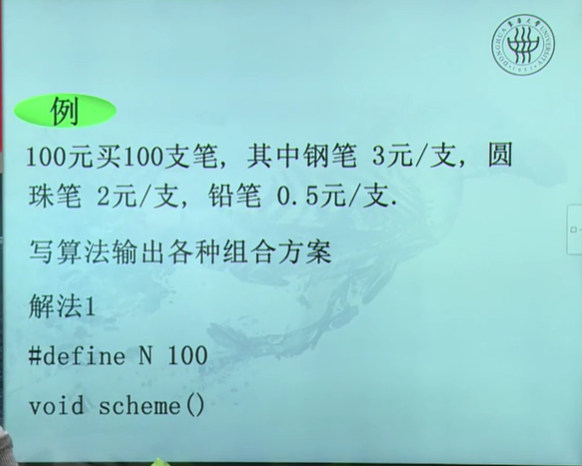 DONGHUA UNIVERSITY
例
100元买100支笔, 其中钢笔 3元/支, 圆
珠笔 2元/支, 铅笔 0.5元/支.
写算法输出各种组合方案
解法1
#define N 100
void scheme()